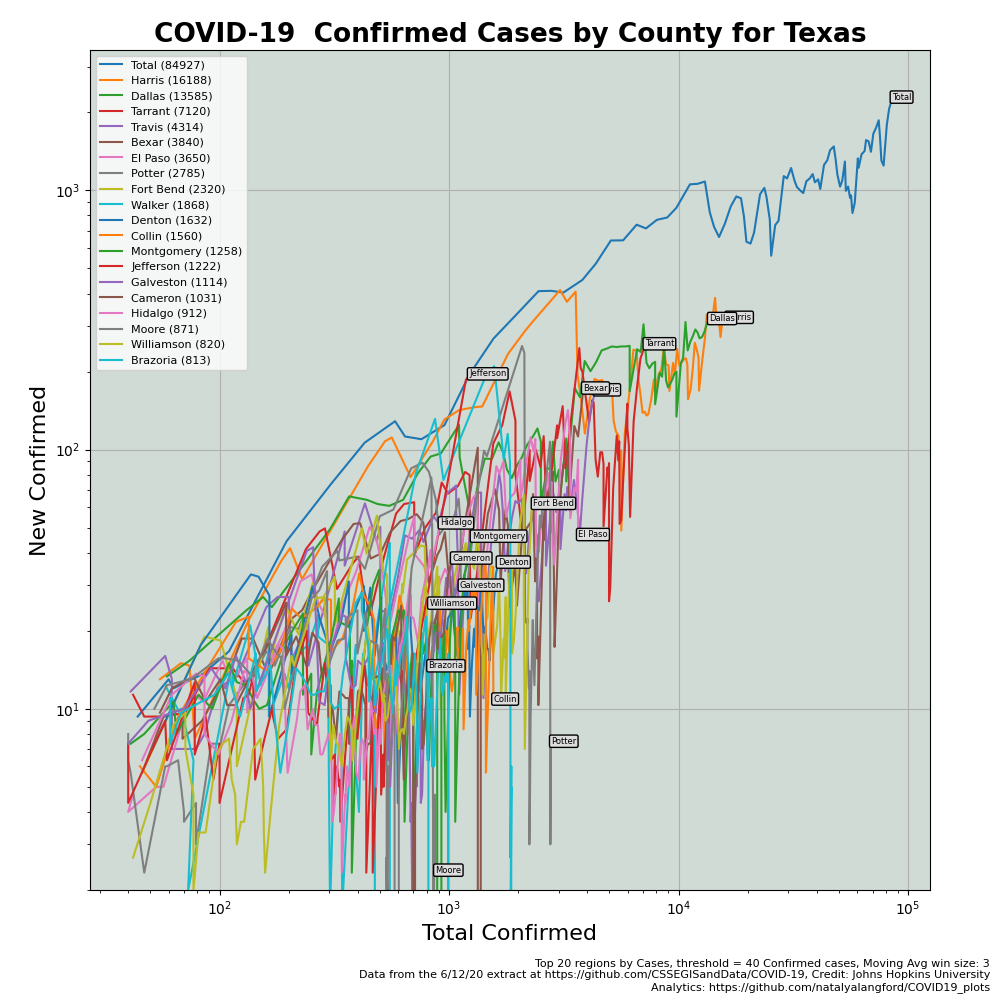 COVID-19  Confirmed Cases by County for Texas
Total (84927)
Harris (16188)
Dallas (13585)
Tarrant (7120)
Travis (4314)
Bexar (3840)
El Paso (3650)
Potter (2785)
Fort Bend (2320)
Walker (1868)
Denton (1632)
Collin (1560)
Montgomery (1258)
Jefferson (1222)
Galveston (1114)
Cameron (1031)
Hidalgo (912)
Moore (871)
Williamson (820)
Brazoria (813)
Total
Dallas rris
Tarrant
Jefferson
Bexar vis
Fort Bend
Hidalgo
Montgomery
El Paso
Cameron
Denton
Galveston
Williamson
Brazoria
Collin
Potter
Moore
New Confirmed
10³
10²
10¹
10² 10³ 10⁴ 10⁵
Total Confirmed
Top 20 regions by Cases, threshold = 40 Confirmed cases, Moving Avg win size: 3
Data from the 6/12/20 extract at https://github.com/CSSEGISandData/COVID-19, Credit: Johns Hopkins University
Analytics: https://github.com/natalyalangford/COVID19_plots